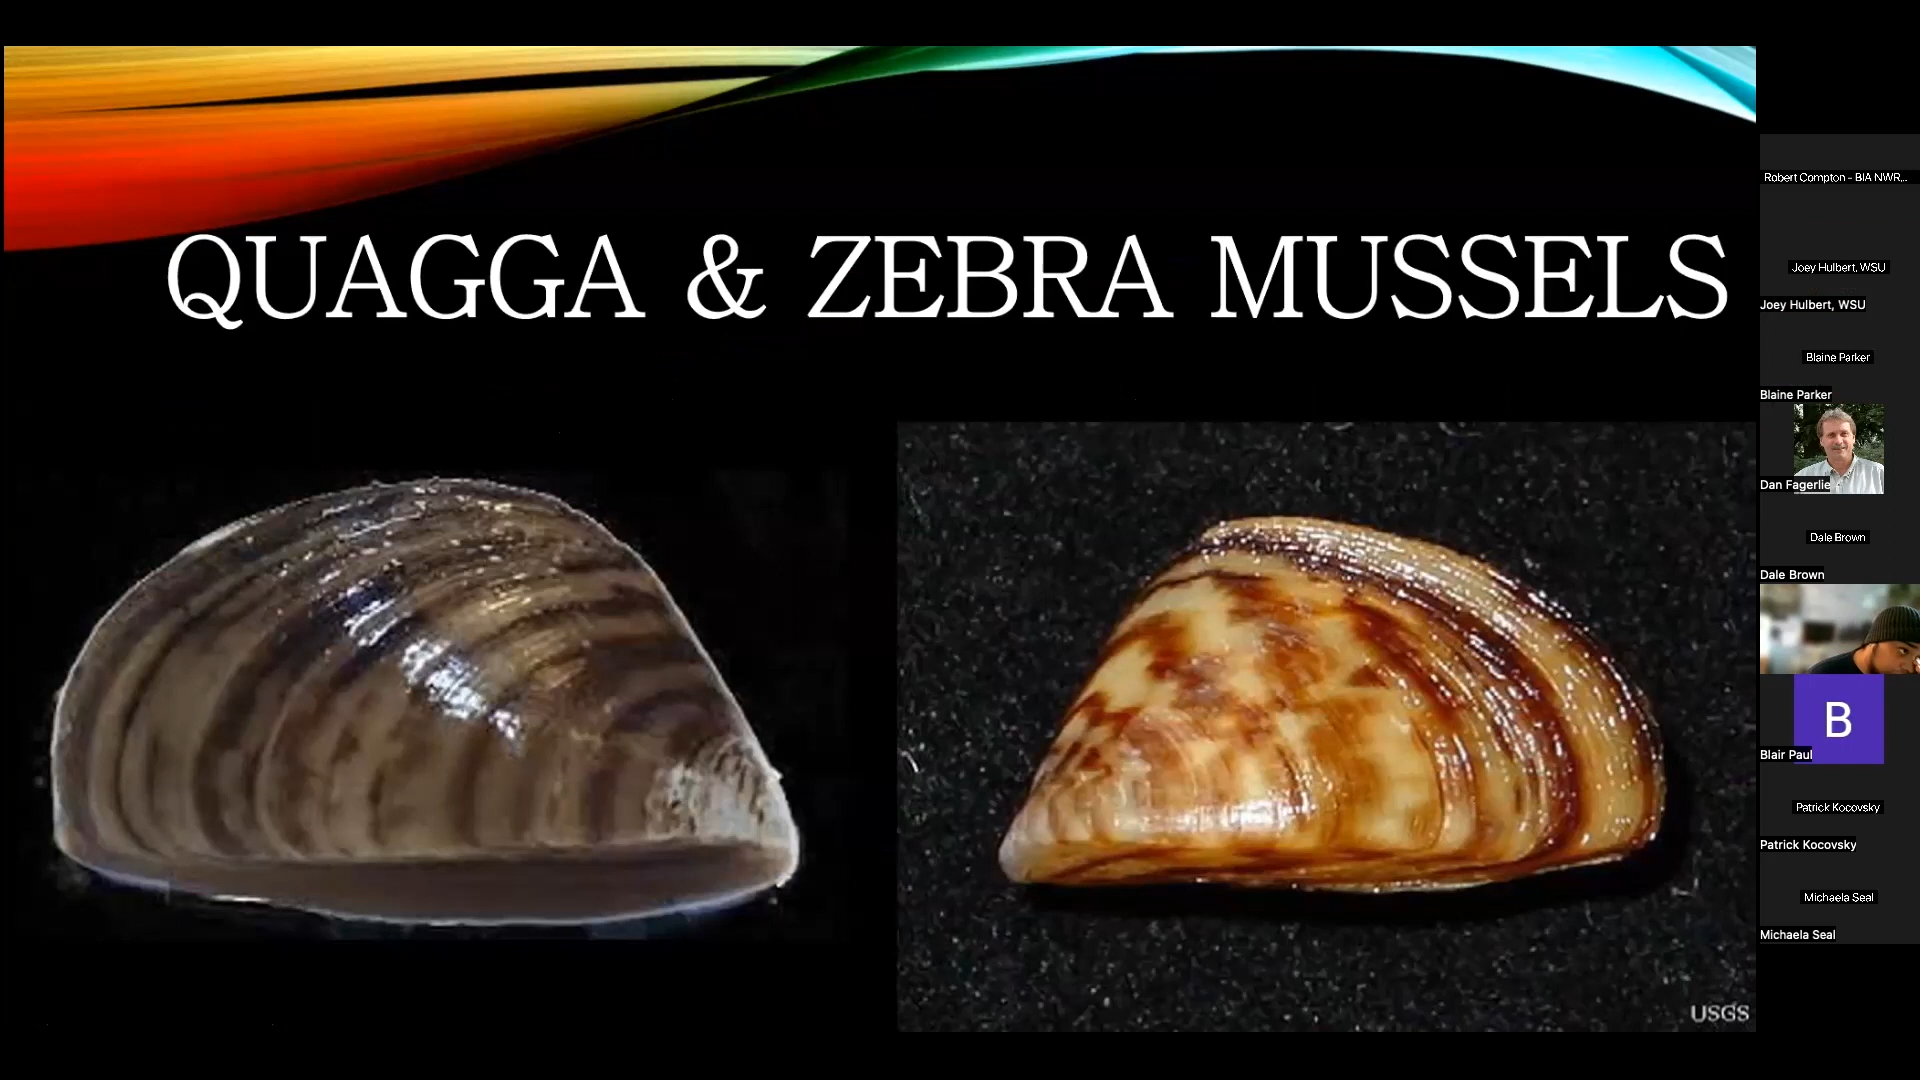 QUAGGA & ZEBRA MUSSELS
USGS
Robert Compton - BIA NWR...
Joey Hulbert, WSU
Joey Hulbert, WSU
Blaine Parker
Blaine Parker
Dan Fagerlie
Dale Brown
Dale Brown
B
Blair Paul
Patrick Kocovsky
Patrick Kocovsky
Michaela Seal
Michaela Seal